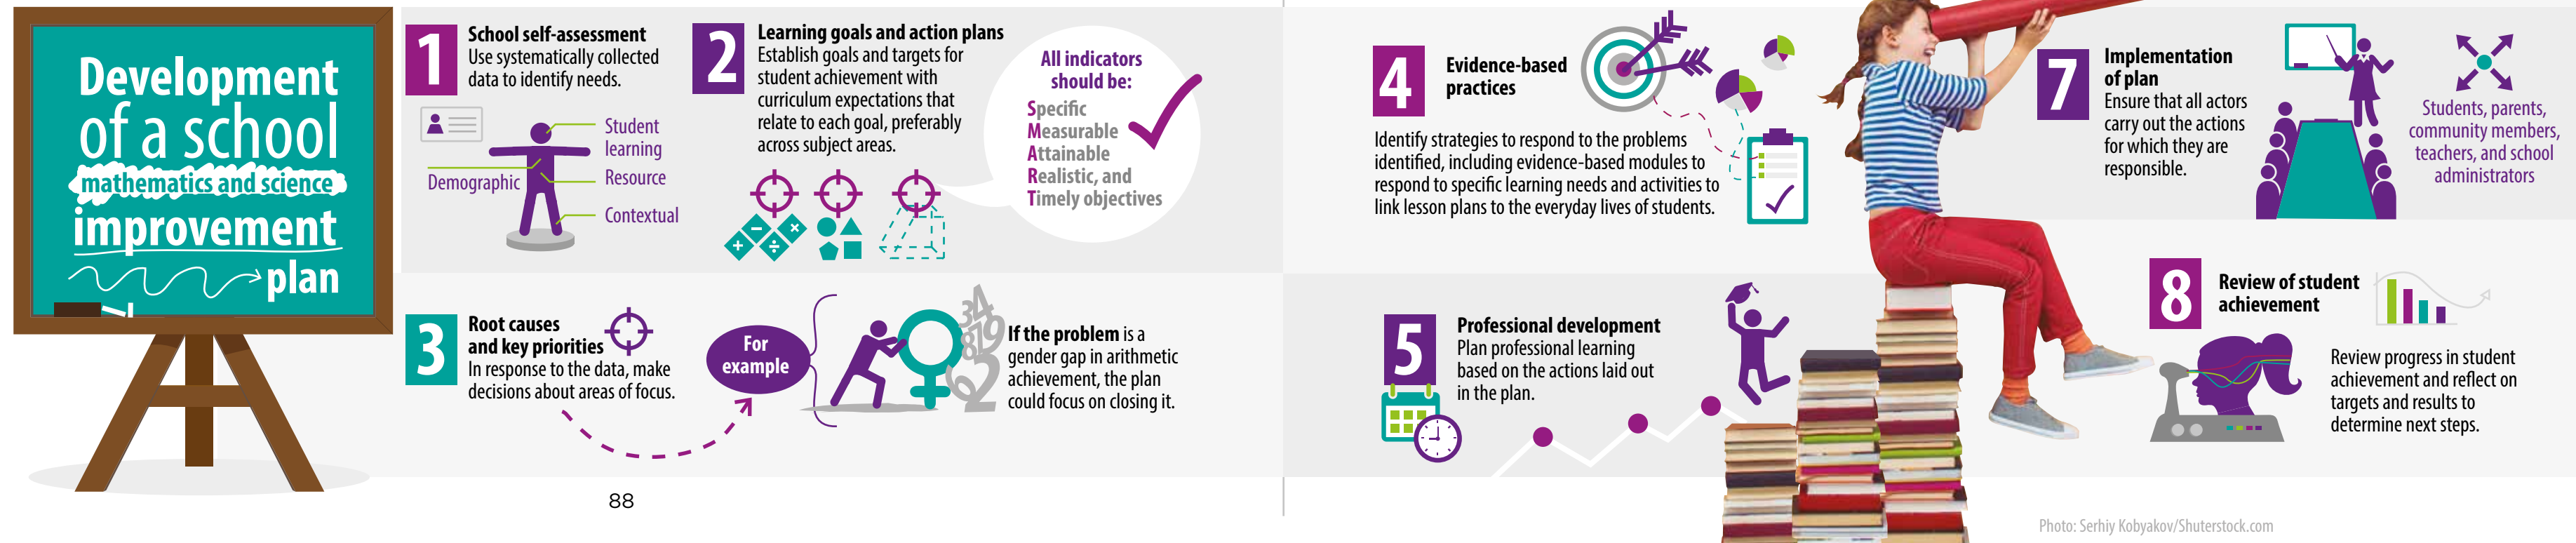 Development
of a school
mathematics and science
improvement
plan
1
School self-assessment
Use systematically collected
data to identify needs.
Student
learning
Demographic
Resource
Contextual
2
Learning goals and action plans
Establish goals and targets for
student achievement with
curriculum expectations that
relate to each goal, preferably
across subject areas.
All indicators
should be:
Specific
Measurable
Attainable
Realistic, and
Timely objectives
3
Root causes
and key priorities
In response to the data, make
decisions about areas of focus.
For
example
If the problem is a
gender gap in arithmetic
achievement, the plan
could focus on closing it.
88
4
Evidence-based
practices
Identify strategies to respond to the problems
identified, including evidence-based modules to
respond to specific learning needs and activities to
link lesson plans to the everyday lives of students.
5
Professional development
Plan professional learning
based on the actions laid out
in the plan.
7
Implementation
of plan
Ensure that all actors
carry out the actions
for which they are
responsible.
Students, parents,
community members,
teachers, and school
administrators
8
Review of student
achievement
Review progress in student
achievement and reflect on
targets and results to
determine next steps.
Photo: Serhiy Kobyakov/Shuterstock.com